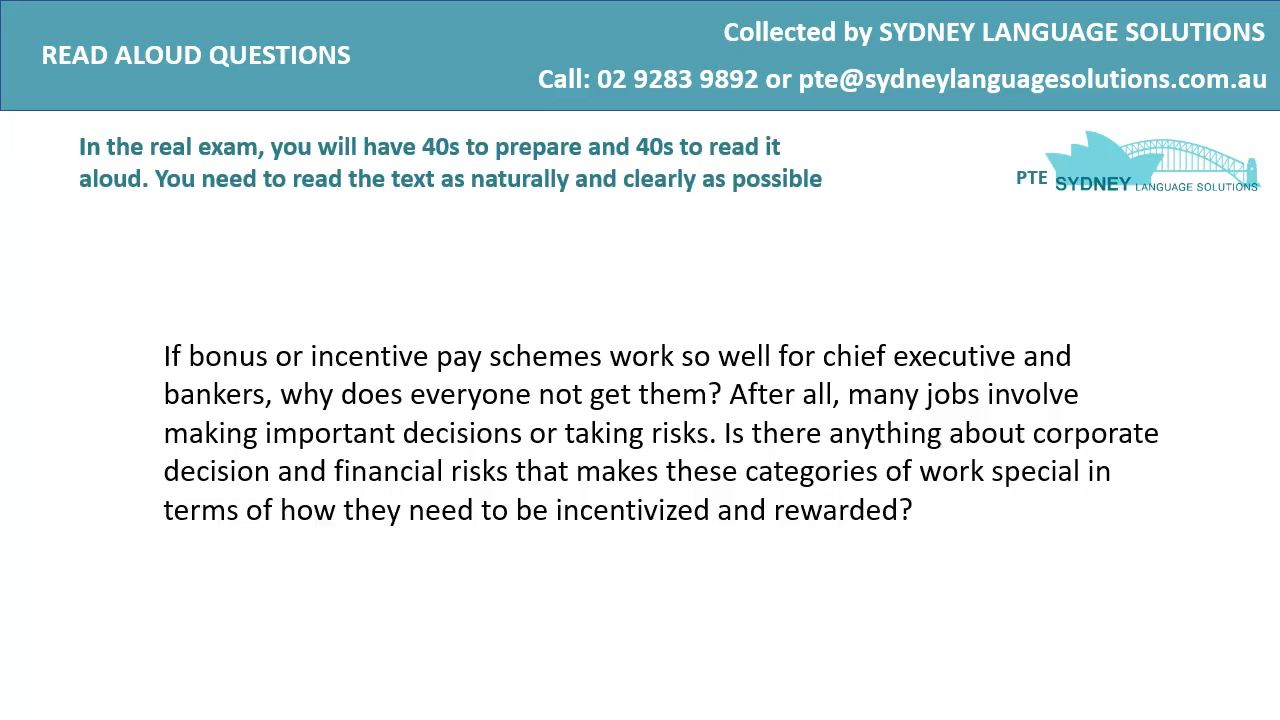 READ ALOUD QUESTIONS
Collected by SYDNEY LANGUAGE SOLUTIONS
Call: 02 9283 9892 or pte@sydneylanguagesolutions.com.au
In the real exam, you will have 40s to prepare and 40s to read it
aloud. You need to read the text as naturally and clearly as possible
PTE SYDNEY LANGUAGE SOLUTIONS
If bonus or incentive pay schemes work so well for chief executive and
bankers, why does everyone not get them? After all, many jobs involve
making important decisions or taking risks. Is there anything about corporate
decision and financial risks that makes these categories of work special in
terms of how they need to be incentivized and rewarded?